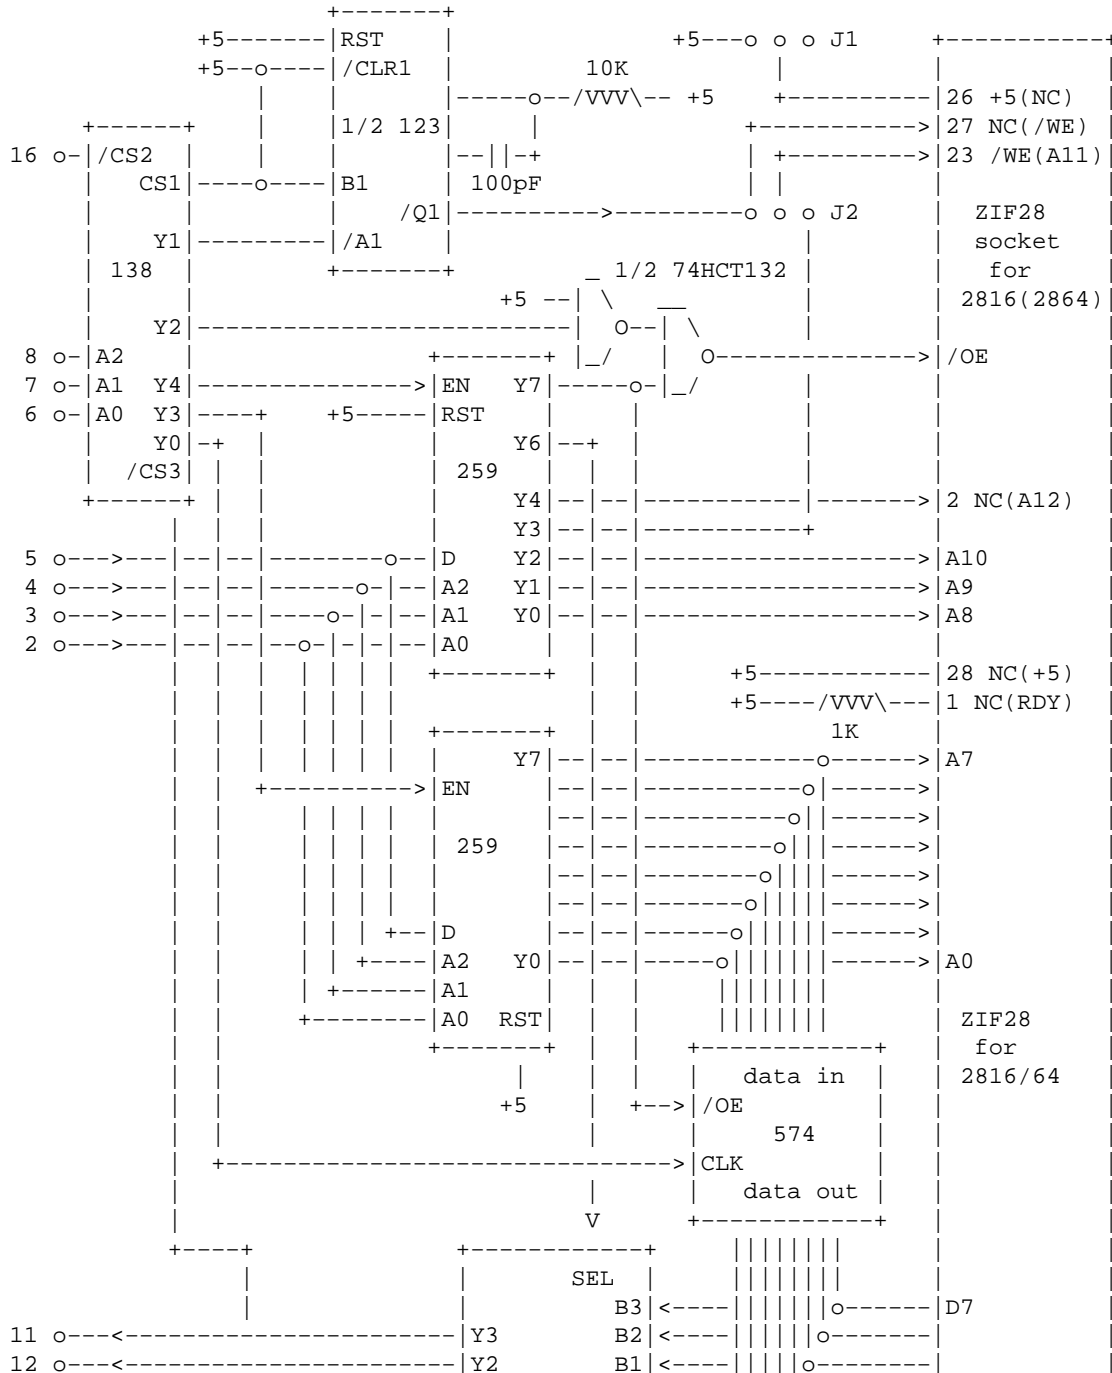 +5 RST +5 o o o J1
+5 o /CLR1 10K
o /VVV\ +5 26 +5(NC)
1/2 123 27 NC(/WE)
16 o /CS2 23 /WE(A11)
CS1 o B1 100pF
/Q1 o o o J2 ZIF28
Y1 /A1 socket
138 1/2 74HCT132 for
+5 2816(2864)
Y2 O
8 o A2 O /OE
7 o A1 Y4 EN Y7 o
6 o A0 Y3 +5 RST
Y0 Y6
/CS3 259
Y4 2 NC(A12)
Y3
5 o o D Y2 A10
4 o o A2 Y1 A9
3 o o A1 Y0 A8
2 o o A0
+5 28 NC(+5)
+5 /VVV\ 1 NC(RDY)
1K
Y7 o A7
EN o
o
259 o
o
o
D o
A2 Y0 o A0
A1
A0 RST ZIF28
for
data in 2816/64
+5 /OE
574
CLK
data out
V
SEL
B3 o D7
11 o Y3 B2 o
12 o Y2 B1 o